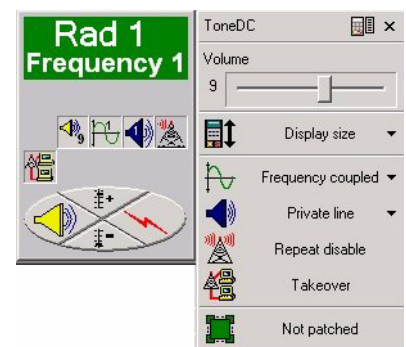 Rad 1
Frequency 1
9
1
+
-
ToneDC
Volume
9
Display size
Frequency coupled
Private line
Repeat disable
Takeover
Not patched